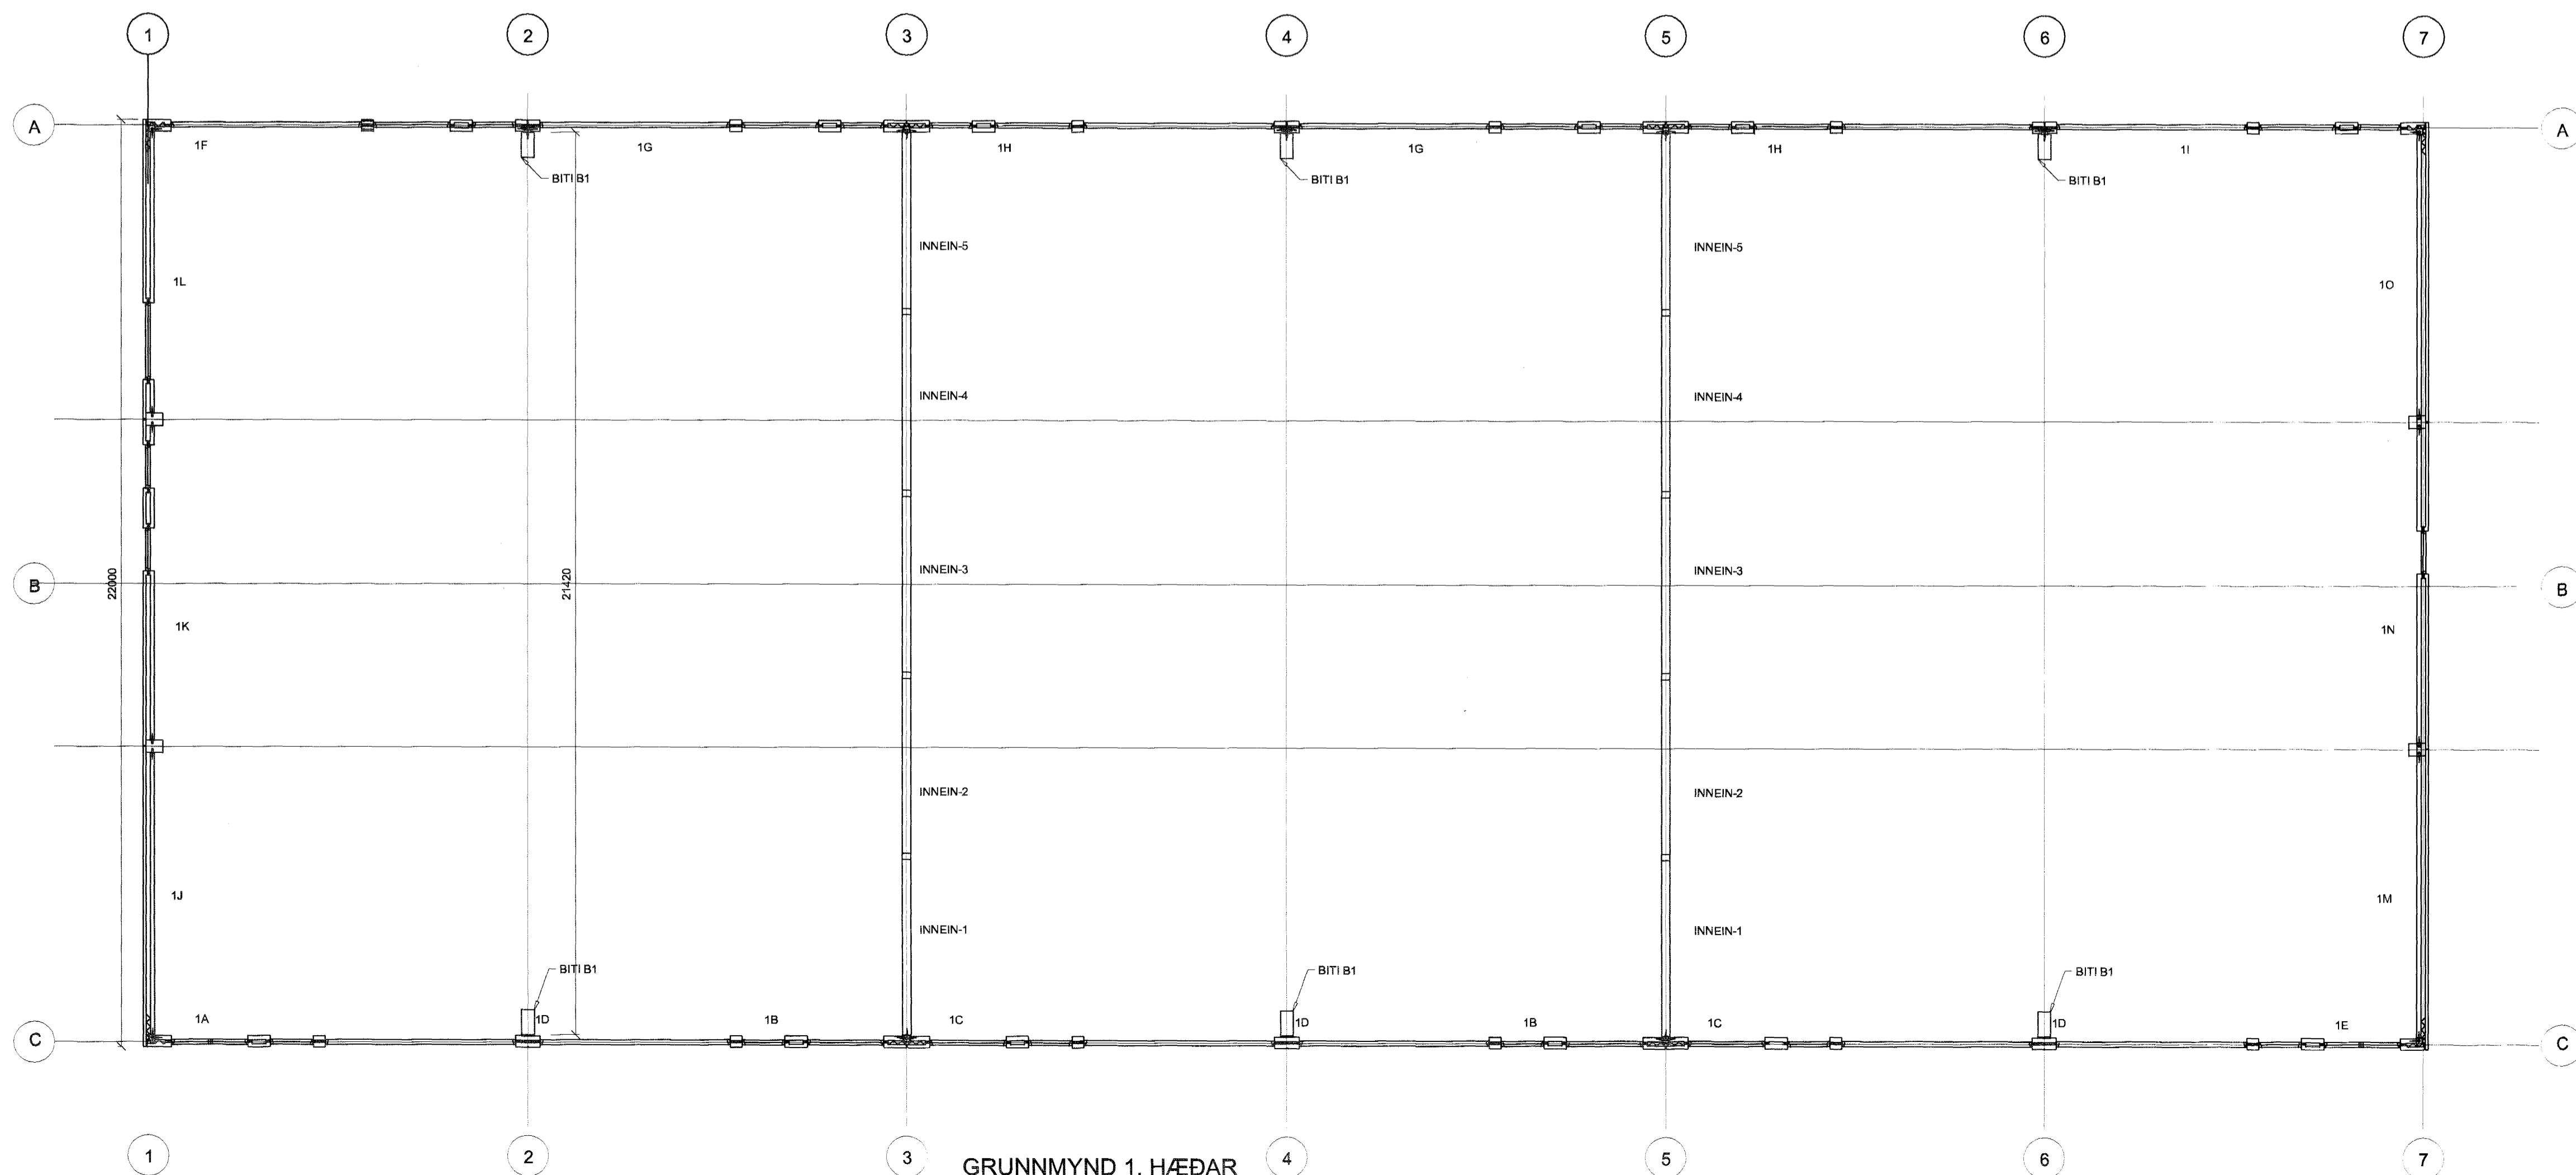 1 2 3 4 5 6 7
A A
1F 1G 1H 1G 1H 1I
BITI B1 BITI B1 BITI B1
INNEIN-5 INNEIN-5
1L 1O
INNEIN-4 INNEIN-4
22000 21420
INNEIN-3 INNEIN-3
B B
1K 1N
INNEIN-2 INNEIN-2
1J 1M
INNEIN-1 INNEIN-1
BITI B1 BITI B1 BITI B1
1A 1D 1B 1C 1D 1B 1C 1D 1E
C C
1 2 3 4 5 6 7
GRUNNMYND 1. HÆÐAR